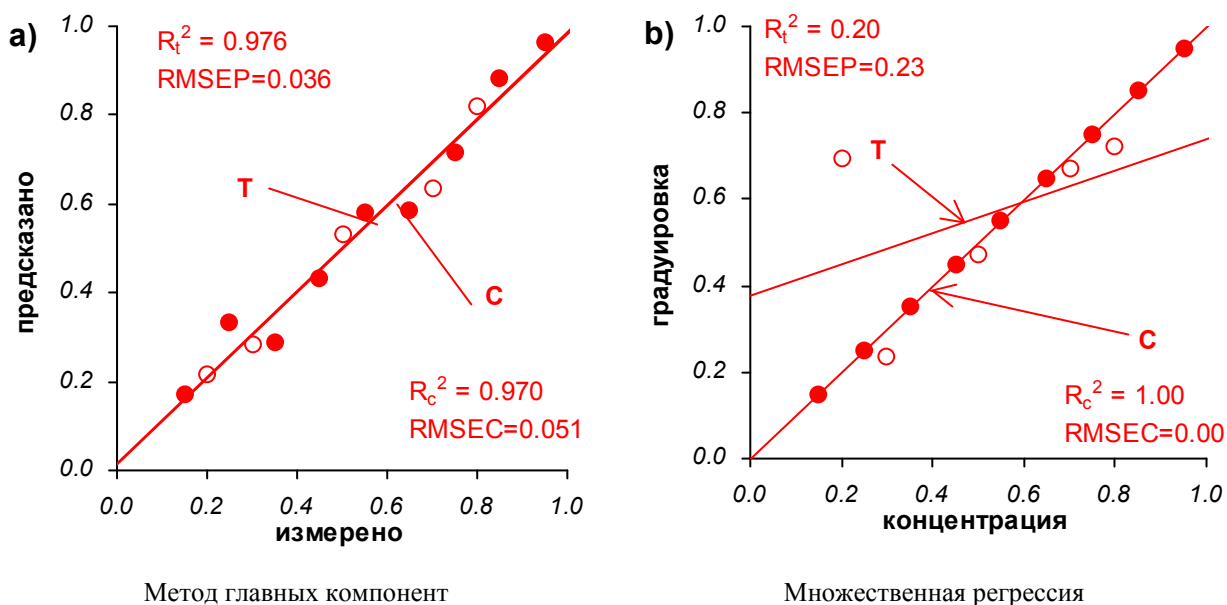 a)
R_t² = 0.976
RMSEP=0.036
T
C
R_c² = 0.970
RMSEC=0.051
предсказано
1.0
0.8
0.6
0.4
0.2
0.0
0.0 0.2 0.4 0.6 0.8 1.0
измерено
Метод главных компонент
b)
R_t² = 0.20
RMSEP=0.23
T
C
R_c² = 1.00
RMSEC=0.00
градуировка
1.0
0.8
0.6
0.4
0.2
0.0
0.0 0.2 0.4 0.6 0.8 1.0
концентрация
Множественная регрессия